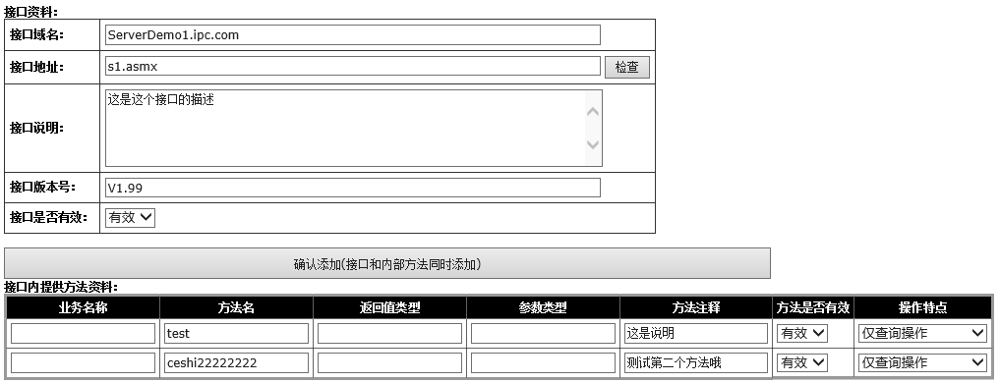 接口资料:
接口域名: ServerDemo1.ipc.com
接口地址: s1.asmx 检查
接口说明: 这是这个接口的描述
接口版本号: V1.99
接口是否有效: 有效
确认添加(接口和内部方法同时添加)
接口内提供方法资料:
业务名称 方法名 返回值类型 参数类型 方法注释 方法是否有效 操作特点
test 这是说明 有效 仅查询操作
ceshi22222222 测试第二个方法哦 有效 仅查询操作